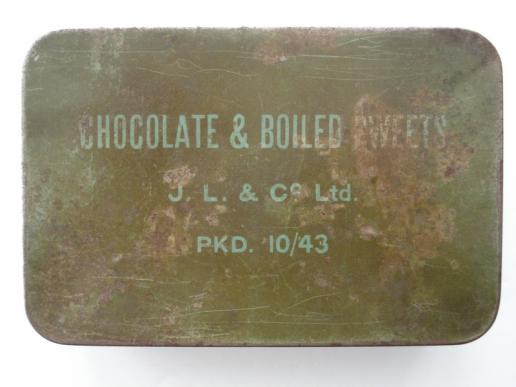 CHOCOLATE & BOILED SWEETS
J. L. & Cº Ltd.
PKD. 10/43